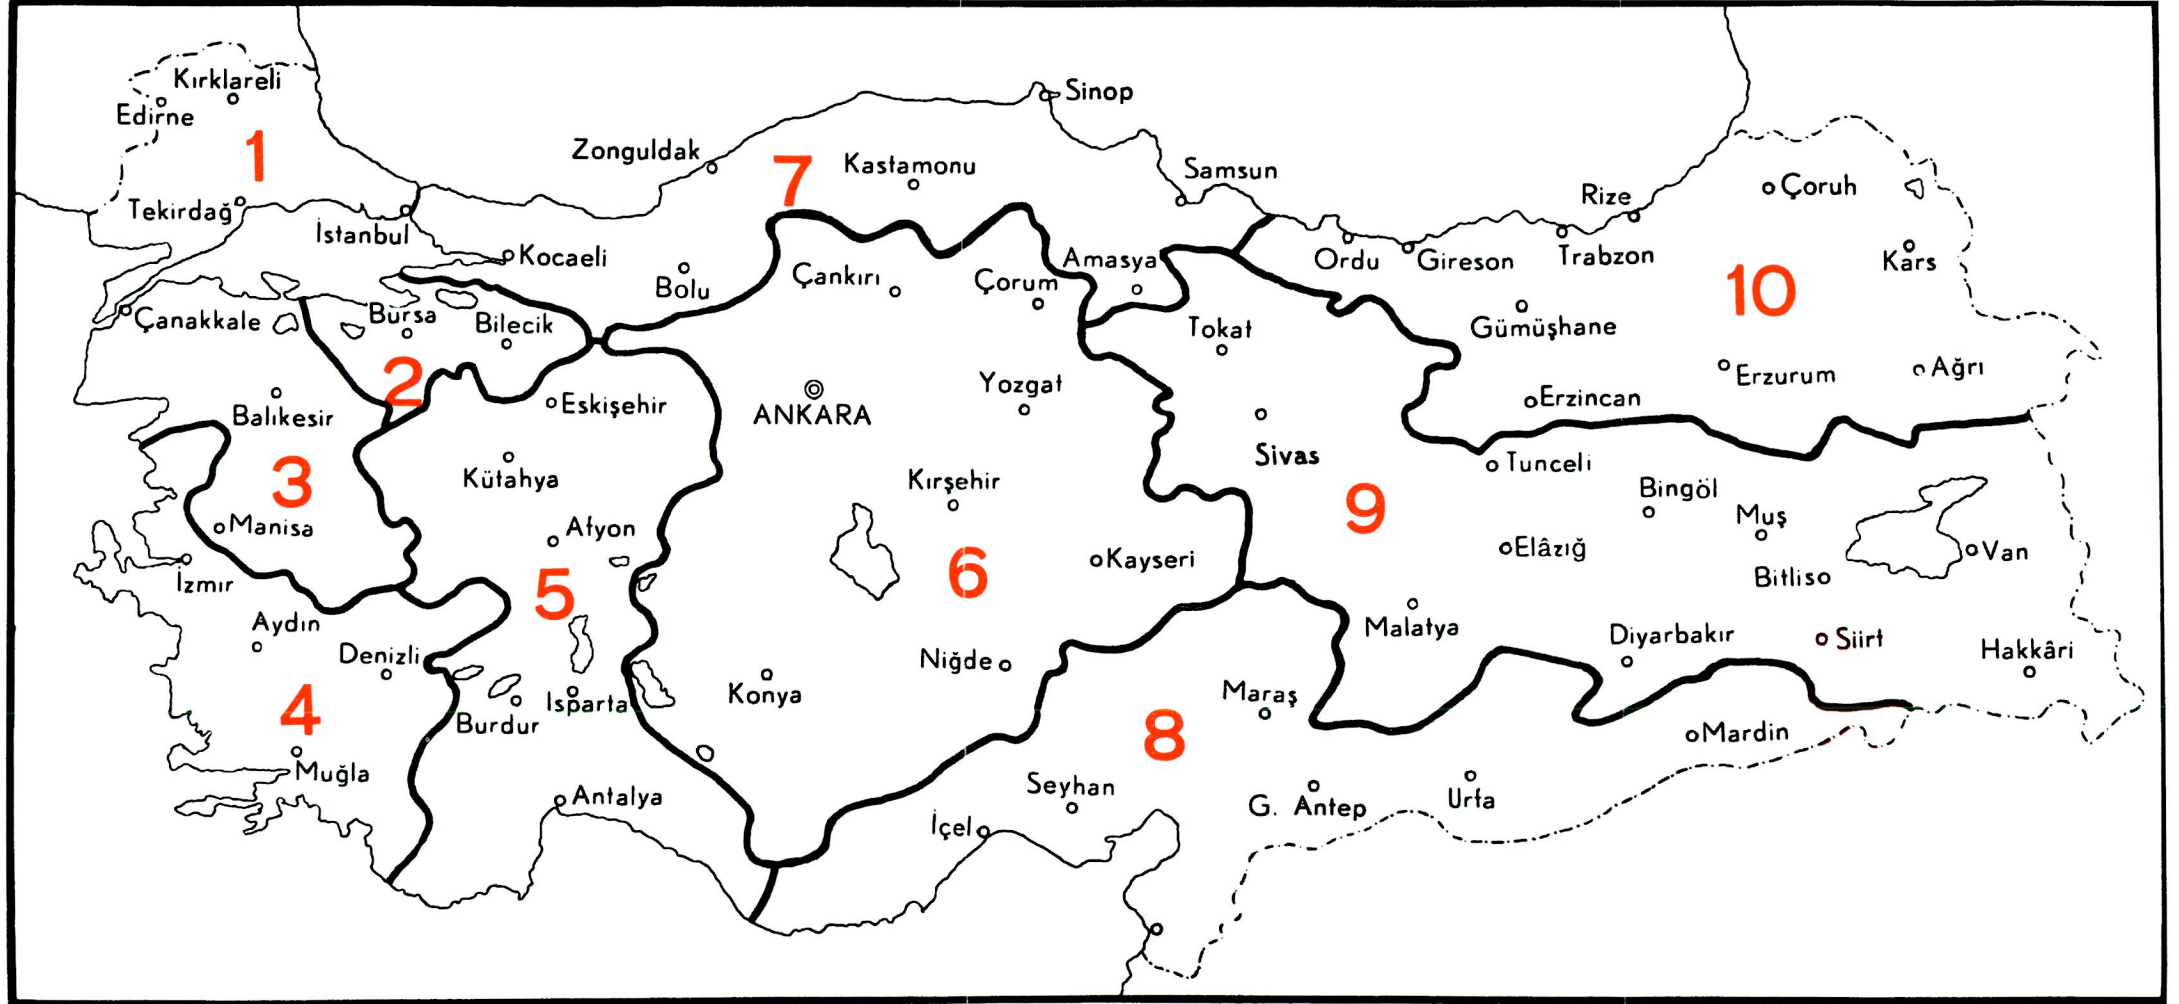 Kırklareli
Edirne
1
Tekirdağ
İstanbul
Kocaeli
Zonguldak
7
Kastamonu
Sinop
Samsun
Bolu
Çankırı
Çorum
Amasya
Ordu
Gireson
Trabzon
Rize
Çoruh
Kars
10
Çanakkale
Bursa
Bilecik
2
Tokat
Gümüşhane
Erzurum
Ağrı
Erzincan
Balıkesir
Eskişehir
ANKARA
Yozgat
Sivas
Kütahya
3
Manisa
Afyon
Kırşehir
9
Tunceli
Bingöl
Muş
Elâzığ
Bitlis
Van
İzmir
5
6
Kayseri
Aydın
Denizli
Malatya
Diyarbakır
Siirt
Hakkâri
4
Burdur
Isparta
Konya
Niğde
Maraş
8
Mardin
Muğla
Antalya
İçel
Seyhan
G. Antep
Urfa